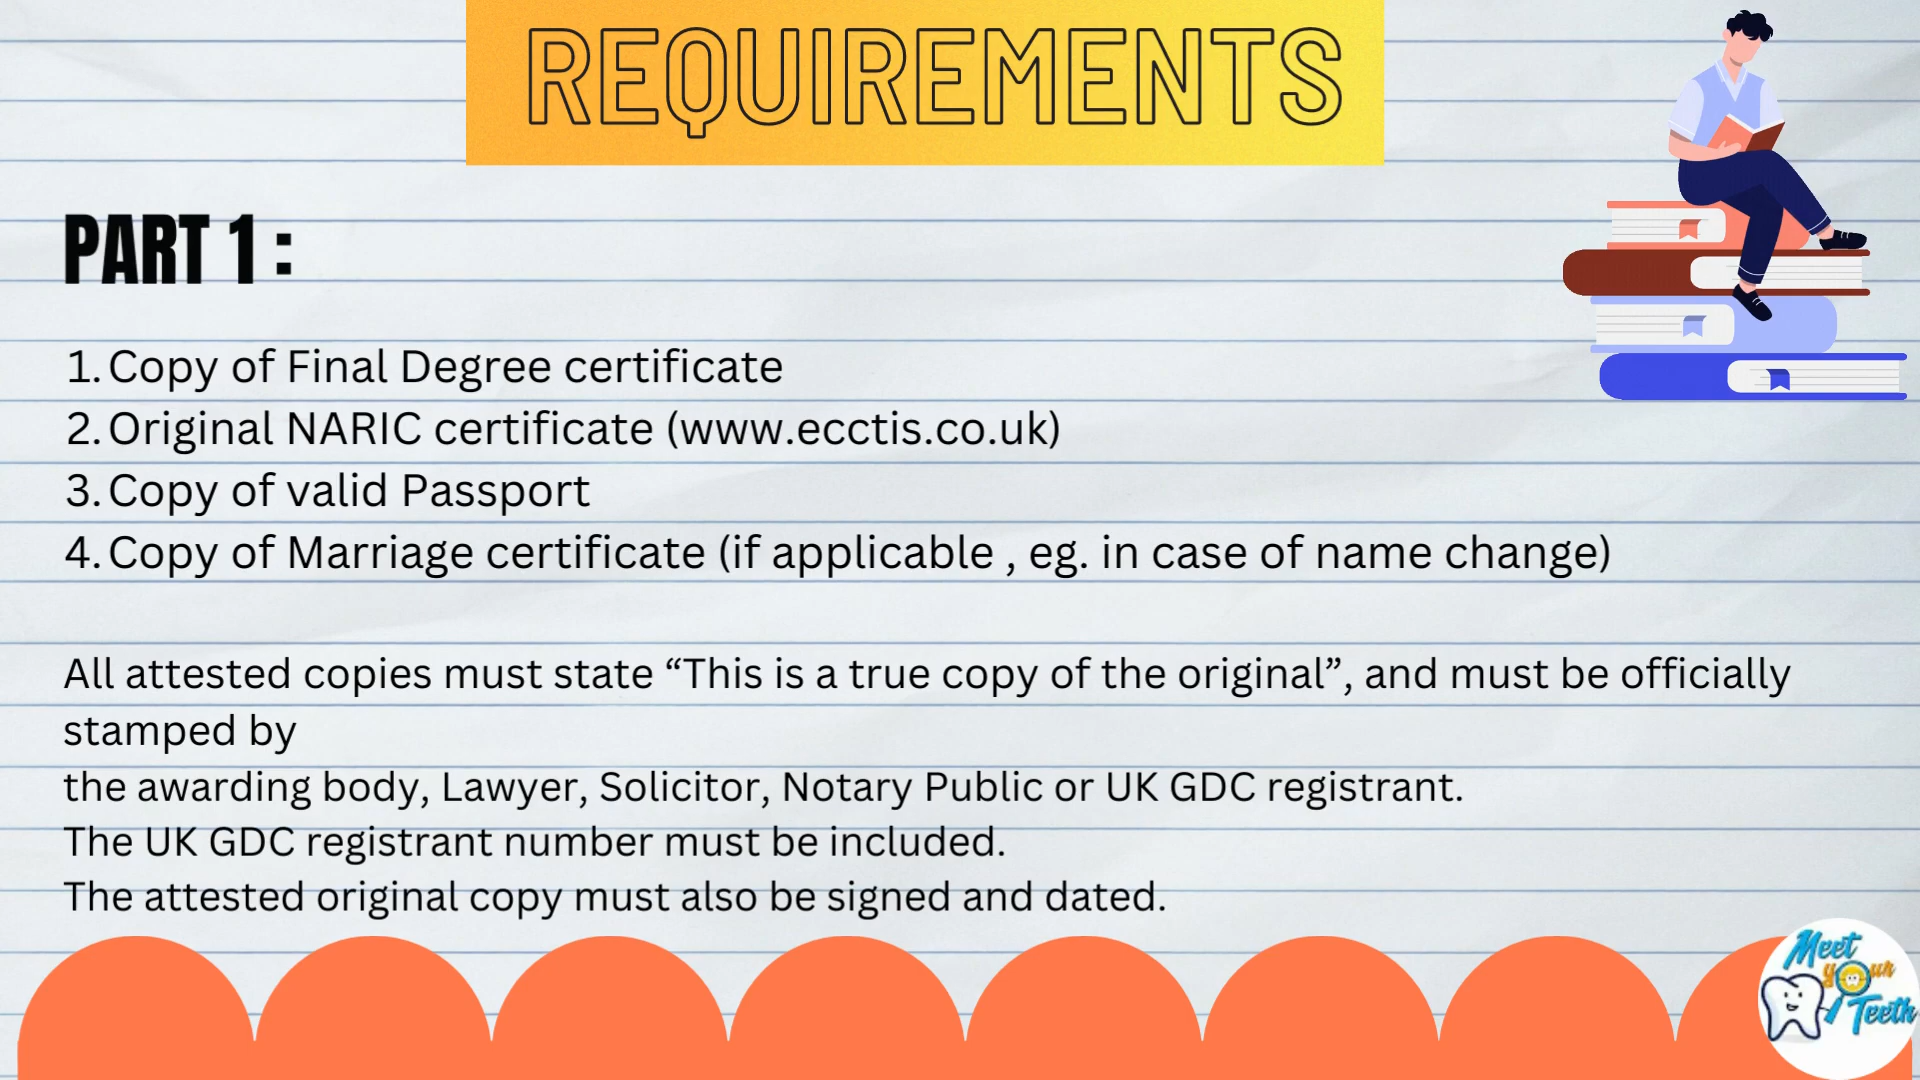 REQUIREMENTS
PART 1 :
1. Copy of Final Degree certificate
2. Original NARIC certificate (www.ecctis.co.uk)
3. Copy of valid Passport
4. Copy of Marriage certificate (if applicable , eg. in case of name change)
All attested copies must state “This is a true copy of the original”, and must be officially
stamped by
the awarding body, Lawyer, Solicitor, Notary Public or UK GDC registrant.
The UK GDC registrant number must be included.
The attested original copy must also be signed and dated.
Meet
your
Teeth